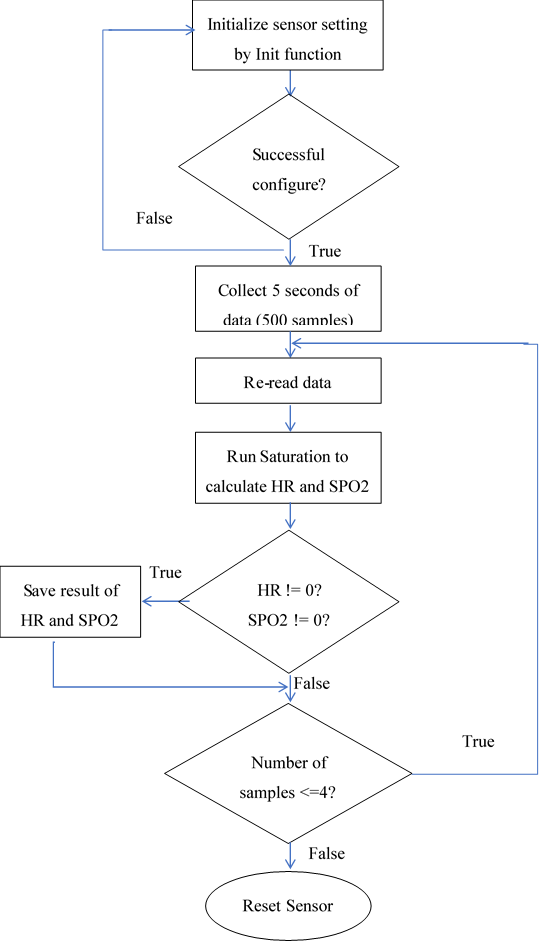 Initialize sensor setting
by Init function
Successful
configure?
False
True
Collect 5 seconds of
data (500 samples)
Re-read data
Run Saturation to
calculate HR and SPO2
True
HR != 0?
SPO2 != 0?
Save result of
HR and SPO2
False
Number of
samples <=4?
True
False
Reset Sensor